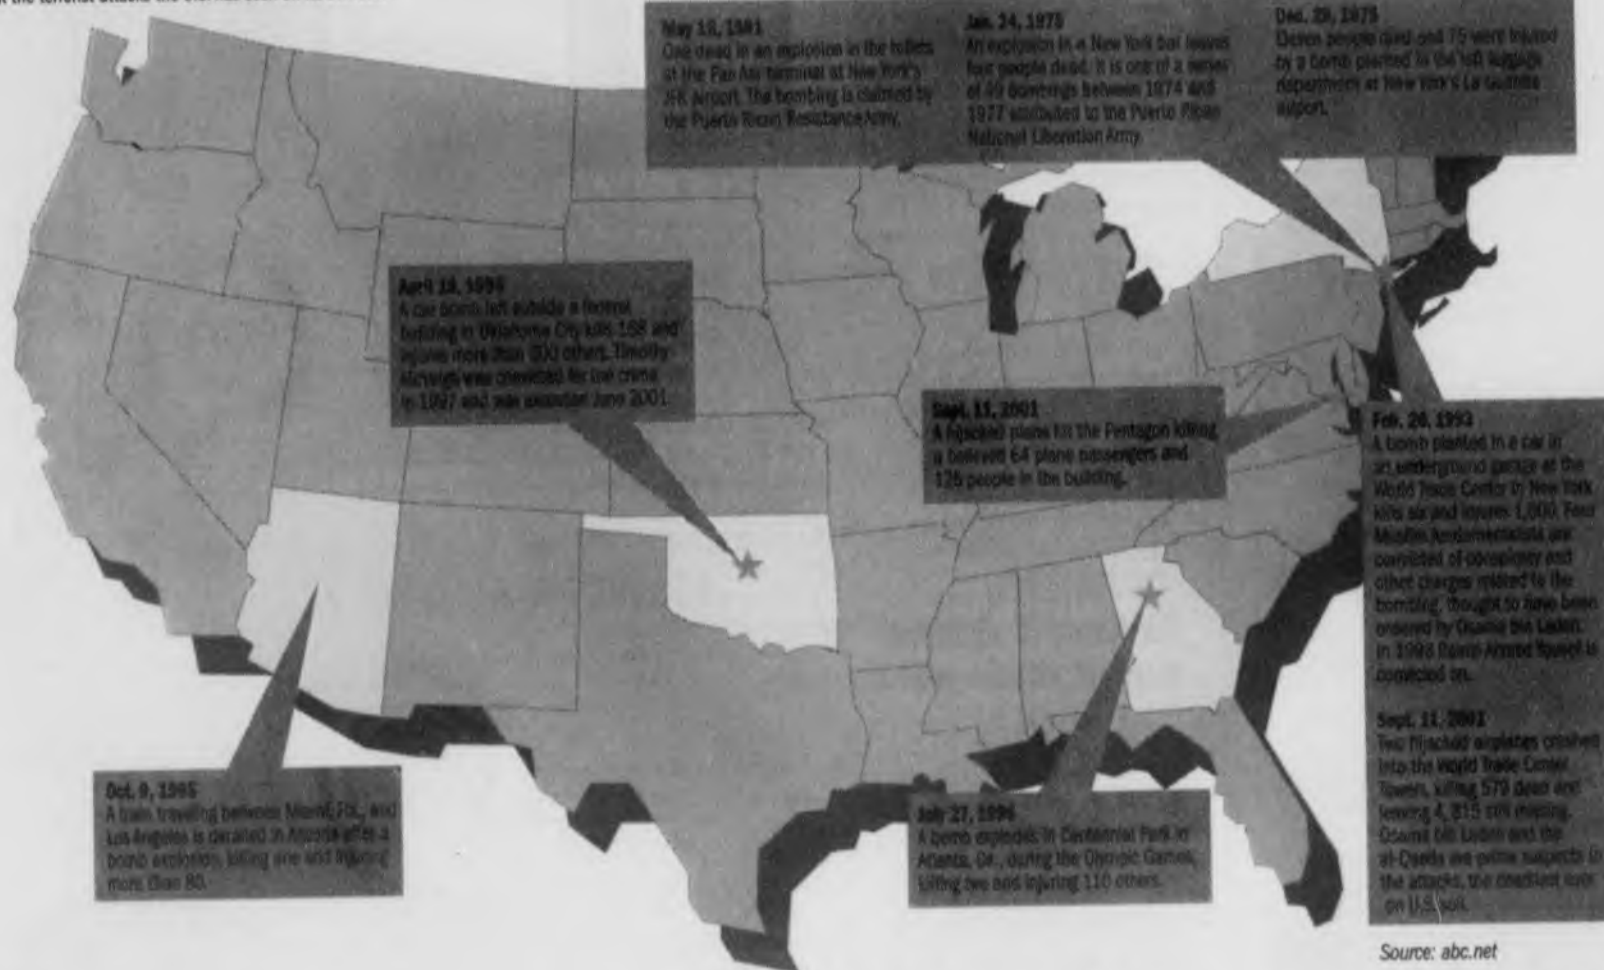 May 16, 1981
One dead in an explosion in the toilets
at the Pan Am terminal at New York's
JFK Airport. The bombing is claimed by
the Puerto Rican Resistance Army.
Jan. 24, 1975
An explosion in a New York bar leaves
four people dead. It is one of a series
of 49 bombings between 1974 and
1977 attributed to the Puerto Rican
National Liberation Army.
Dec. 29, 1975
Eleven people died and 75 were injured
by a bomb planted in the left luggage
department at New York's La Guardia
airport.
April 19, 1995
A car bomb left outside a federal
building in Oklahoma City kills 168 and
injures more than 500 others. Timothy
McVeigh was convicted for the crime
in 1997 and was executed June 2001.
Sept. 11, 2001
A hijacked plane hit the Pentagon killing
a believed 64 plane passengers and
126 people in the building.
Feb. 26, 1993
A bomb planted in a car in
an underground garage at the
World Trade Center in New York
kills six and injures 1,000. Four
Muslim fundamentalists are
convicted of conspiracy and
other charges related to the
bombing, thought to have been
ordered by Osama bin Laden.
In 1998 Ramzi Ahmed Yousef is
convicted on.
Sept. 11, 2001
Two hijacked airplanes crashed
into the World Trade Center
Towers, killing 579 dead and
leaving 4, 815 still missing.
Osama bin Laden and the
al-Qaeda are prime suspects in
the attacks, the deadliest ever
on U.S. soil.
Oct. 9, 1995
A train traveling between Miami, Fla., and
Los Angeles is derailed in Arizona after a
bomb explosion, killing one and injuring
more than 80.
July 27, 1996
A bomb explodes in Centennial Park in
Atlanta, Ga., during the Olympic Games,
killing two and injuring 110 others.
Source: abc.net